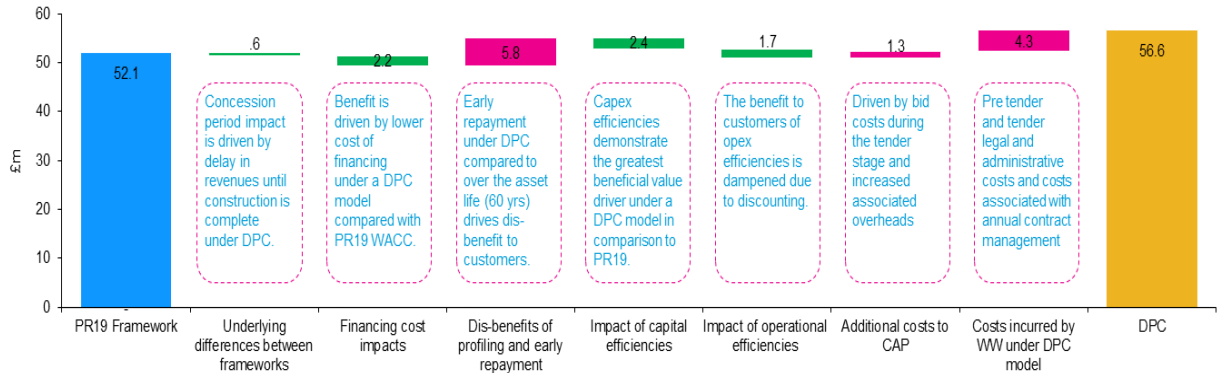 60
50
40
30
20
10
0
£m
52.1
.6
2.2
5.8
2.4
1.7
1.3
4.3
56.6
Concession
period impact
is driven by
delay in
revenues until
construction is
complete
under DPC.
Benefit is
driven by lower
cost of
financing
under a DPC
model
compared with
PR19 WACC.
Early
repayment
under DPC
compared to
over the asset
life (60 yrs)
drives dis-
benefit to
customers.
Capex
efficiencies
demonstrate
the greatest
beneficial value
driver under a
DPC model in
comparison to
PR19.
The benefit to
customers of
opex
efficiencies is
dampened due
to discounting.
Driven by bid
costs during
the tender
stage and
increased
associated
overheads
Pre tender
and tender
legal and
administrative
costs and costs
associated with
annual contract
management
-
PR19 Framework
Underlying
differences between
frameworks
Financing cost
impacts
Dis-benefits of
profiling and early
repayment
Impact of capital
efficiencies
Impact of operational
efficiencies
Additional costs to
CAP
Costs incurred by
WW under DPC
model
DPC